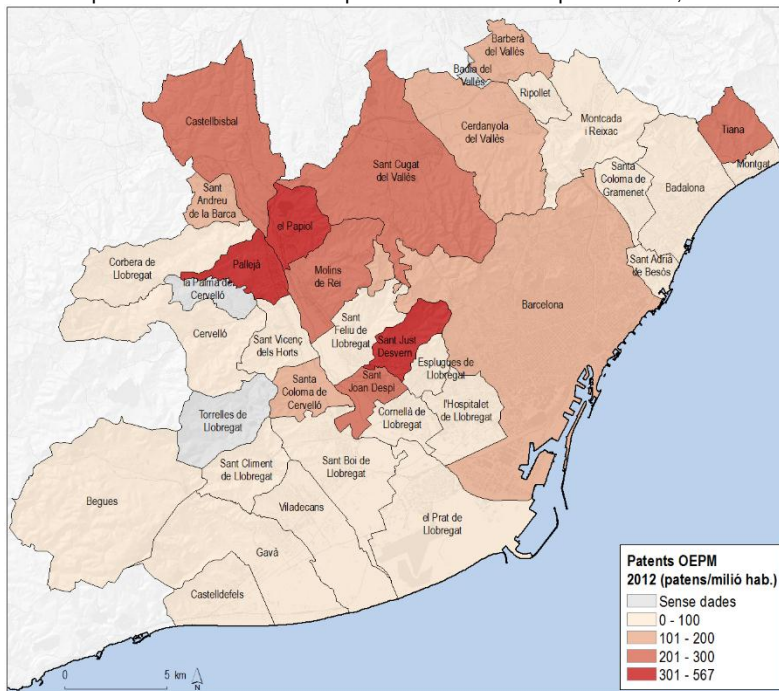 Barberà
del Vallès
Badia del
Vallès
Ripollet
Castellbisbal
Cerdanyola
del Vallès
Montcada
i Reixac
Tiana
Sant Cugat
del Vallès
Santa
Coloma de
Gramenet
Montgat
Badalona
Sant
Andreu
de la Barca
el Papiol
Corbera de
Llobregat
Pallejà
Molins
de Rei
Sant Adrià
de Besòs
la Palma de
Cervelló
Barcelona
Cervelló
Sant Vicenç
dels Horts
Sant
Feliu de
Llobregat
Sant Just
Desvern
Esplugues de
Llobregat
Santa
Coloma de
Cervelló
Sant
Joan Despí
l'Hospitalet
de Llobregat
Cornellà de
Llobregat
Torrelles de
Llobregat
Sant Climent
de Llobregat
Sant Boi de
Llobregat
Begues
Viladecans
el Prat de
Llobregat
Gavà
Castelldefels
Patents OEPM
2012 (patens/milió hab.)
Sense dades
0 - 100
101 - 200
201 - 300
301 - 567
0 5 km
N